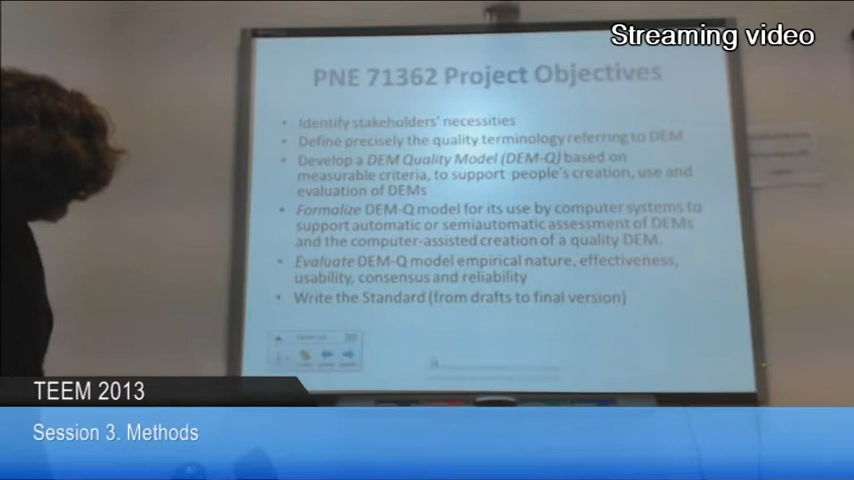 Streaming video
PNE 71362 Project Objectives
• Identify stakeholders' necessities
• Define precisely the quality terminology referring to DEM
• Develop a DEM Quality Model (DEM-Q) based on
measurable criteria, to support people's creation, use and
evaluation of DEMs
• Formalize DEM-Q model for its use by computer systems to
support automatic or semiautomatic assessment of DEMs
and the computer-assisted creation of a quality DEM.
• Evaluate DEM-Q model empirical nature, effectiveness,
usability, consensus and reliability
• Write the Standard (from drafts to final version)
TEEM 2013
Session 3. Methods